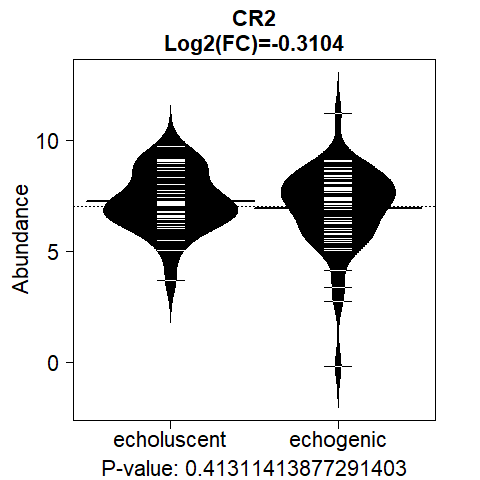 CR2
Log2(FC)=-0.3104
Abundance
10
5
0
echoluscent echogenic
P-value: 0.41311413877291403